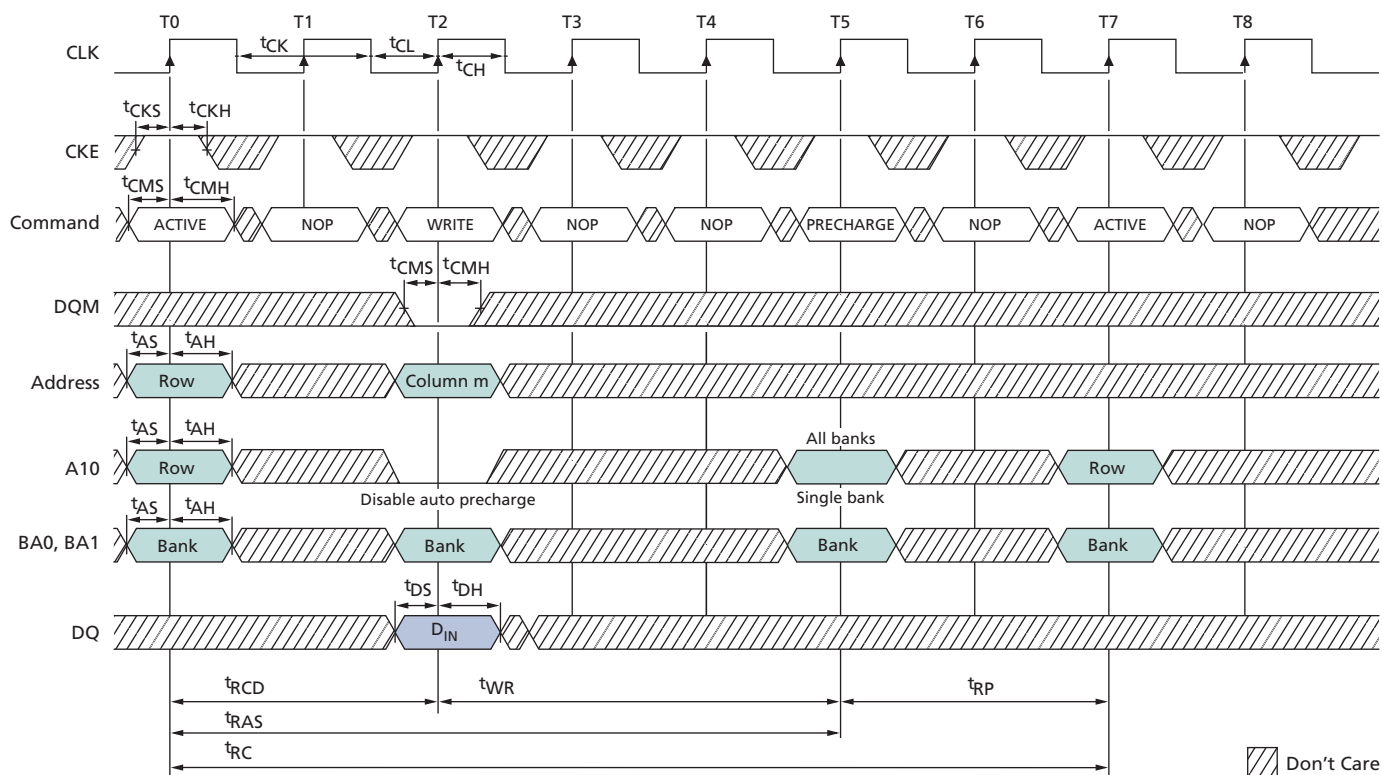 T0 T1 T2 T3 T4 T5 T6 T7 T8
CLK tCK tCL
tCH
tCKS tCKH
CKE
tCMS tCMH
Command ACTIVE NOP WRITE NOP NOP PRECHARGE NOP ACTIVE NOP
tCMS tCMH
DQM
tAS tAH
Address Row Column m
tAS tAH All banks
A10 Row Row
Disable auto precharge Single bank
tAS tAH
BA0, BA1 Bank Bank Bank Bank
tDS tDH
DQ DIN
tRCD tWR tRP
tRAS
tRC
Don't Care